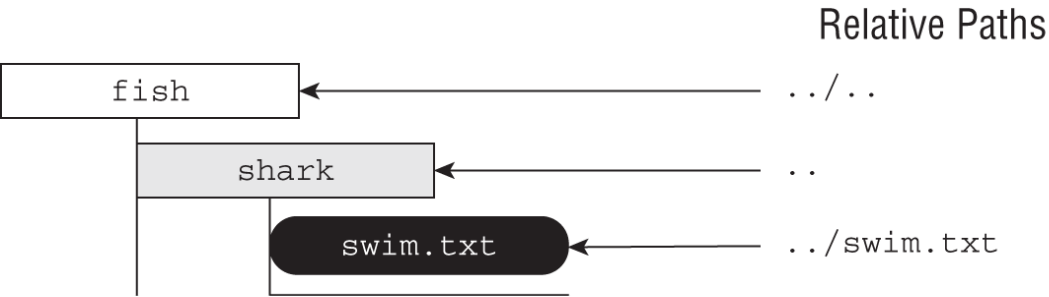 Relative Paths
fish ../..
shark ..
swim.txt ../swim.txt